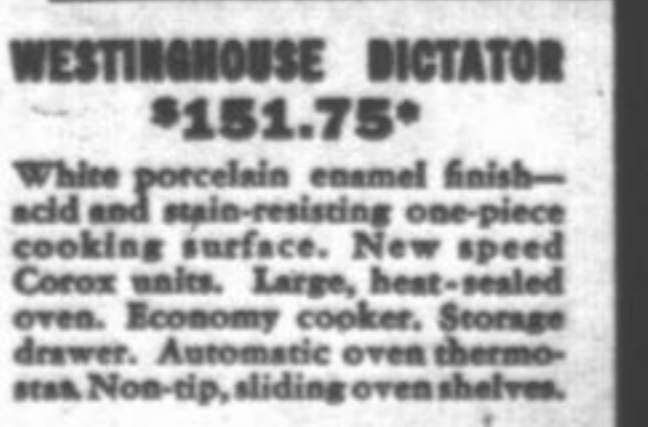 WESTINGHOUSE DICTATOR
$151.75*
White porcelain enamel finish—
acid and stain-resisting one-piece
cooking surface. New speed
Corox units. Large, heat-sealed
oven. Economy cooker. Storage
drawer. Automatic oven thermo-
stat. Non-tip, sliding oven shelves.